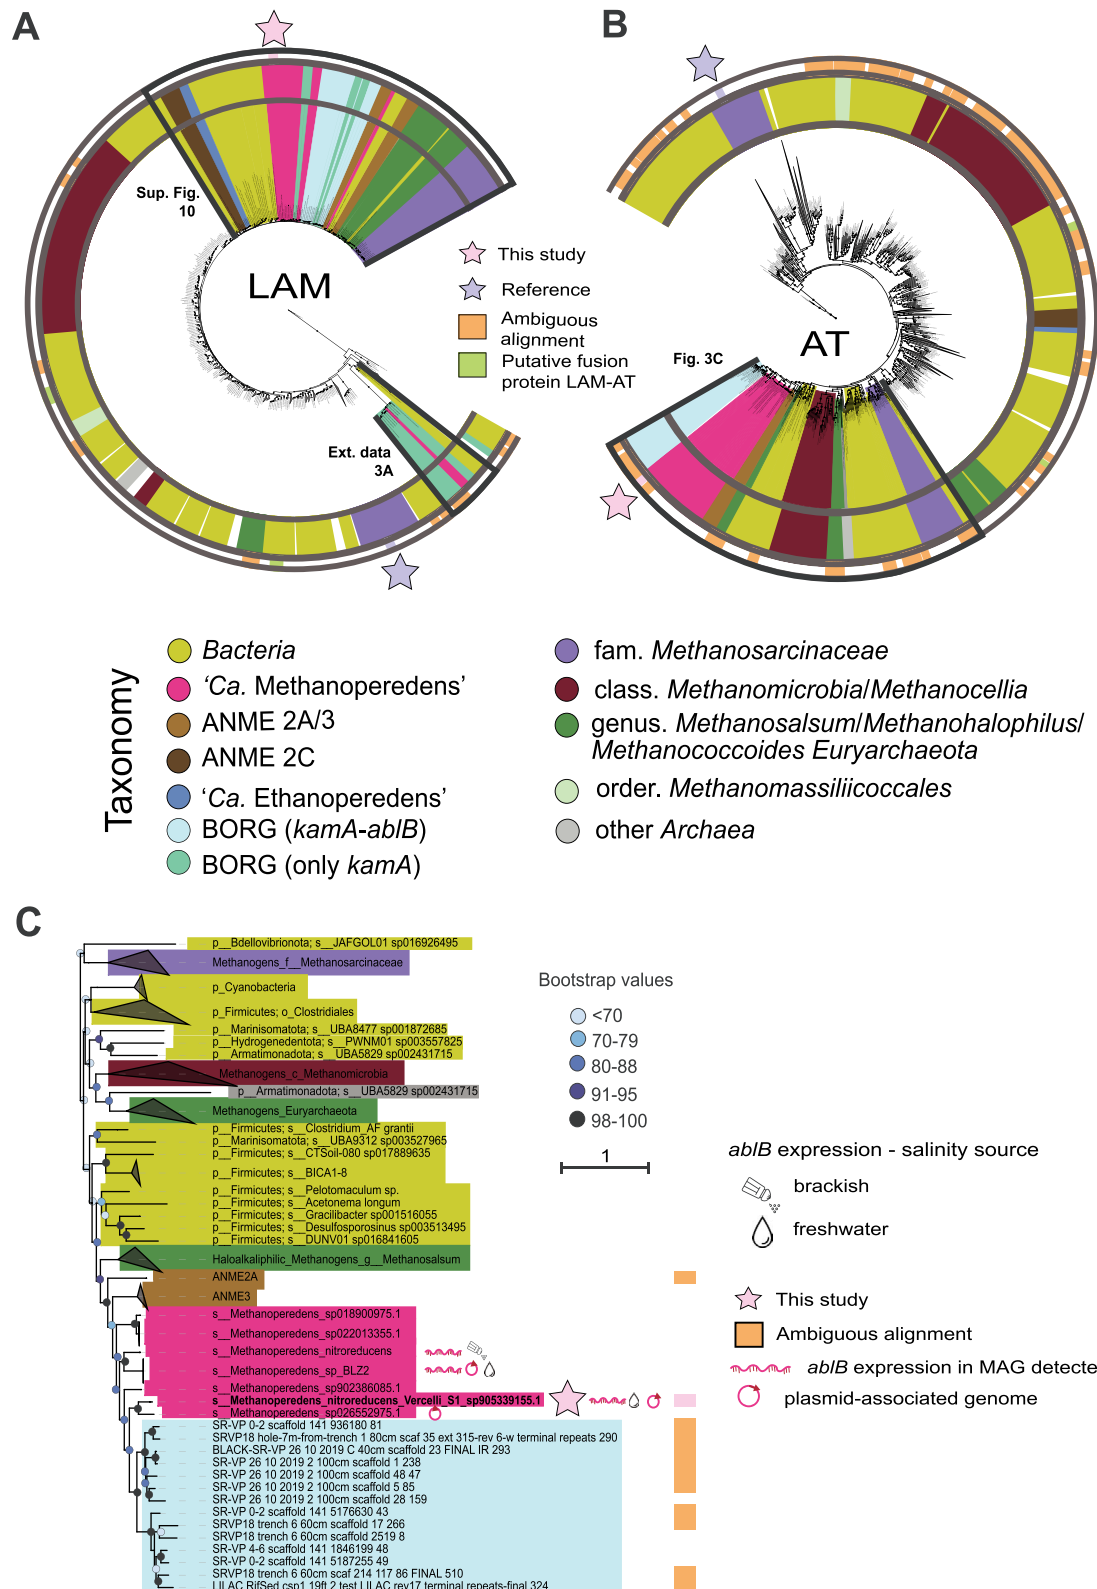 A
B
Sup. Fig.
10
LAM
This study
Reference
Ambiguous
alignment
Putative fusion
protein LAM-AT
Ext. data
3A
Fig. 3C
AT
Taxonomy
Bacteria
‘Ca. Methanoperedens’
ANME 2A/3
ANME 2C
‘Ca. Ethanoperedens’
BORG (kamA-ablB)
BORG (only kamA)
fam. Methanosarcinaceae
class. Methanomicrobia/Methanocellia
genus. Methanosalsum/Methanohalophilus/
Methanococcoides Euryarchaeota
order. Methanomassiliicoccales
other Archaea
C
p__Bdellovibrionota; s__JAFGOL01 sp016926495
Methanogens_f__Methanosarcinaceae
p_Cyanobacteria
p_Firmicutes; o_Clostridiales
p__Marinisomatota; s__UBA8477 sp001872685
p__Hydrogenedentota; s__PWNM01 sp003557825
p__Armatimonadota; s__UBA5829 sp002431715
Methanogens_c_Methanomicrobia
p__Armatimonadota; s__UBA5829 sp002431715
Methanogens_Euryarchaeota
p__Firmicutes; s__Clostridium_AF grantii
p__Marinisomatota; s__UBA9312 sp003527965
p__Firmicutes; s__CTSoil-080 sp017889635
p__Firmicutes; s__BICA1-8
p__Firmicutes; s__Pelotomaculum sp.
p__Firmicutes; s__Acetonema longum
p__Firmicutes; s__Gracilibacter sp001516055
p__Firmicutes; s__Desulfosporosinus sp003513495
p__Firmicutes; s__DUNV01 sp016841605
Haloalkaliphilic_Methanogens_g__Methanosalsum
ANME2A
ANME3
s__Methanoperedens_sp018900975.1
s__Methanoperedens_sp022013355.1
s__Methanoperedens_nitroreducens
s__Methanoperedens_sp_BLZ2
s__Methanoperedens_sp902386085.1
s__Methanoperedens_nitroreducens_Vercelli_S1_sp905339155.1
s__Methanoperedens_sp026552975.1
SR-VP 0-2 scaffold 141 936180 81
SRVP18 hole-7m-from-trench 1 80cm scaf 35 ext 315-rev 6-w terminal repeats 290
BLACK-SR-VP 26 10 2019 C 40cm scaffold 23 FINAL IR 293
SR-VP 26 10 2019 2 100cm scaffold 1 238
SR-VP 26 10 2019 2 100cm scaffold 48 47
SR-VP 26 10 2019 2 100cm scaffold 5 85
SR-VP 26 10 2019 2 100cm scaffold 28 159
SR-VP 0-2 scaffold 141 5176630 43
SRVP18 trench 6 60cm scaffold 17 266
SRVP18 trench 6 60cm scaffold 2519 8
SR-VP 4-6 scaffold 141 1846199 48
SR-VP 0-2 scaffold 141 5187255 49
SRVP18 trench 6 60cm scaf 214 117 86 FINAL 510
LILAC RifSed csp1 19ft 2 test LILAC rev17 terminal repeats-final 324
Bootstrap values
<70
70-79
80-88
91-95
98-100
1
ablB expression - salinity source
brackish
freshwater
This study
Ambiguous alignment
ablB expression in MAG detecte
plasmid-associated genome